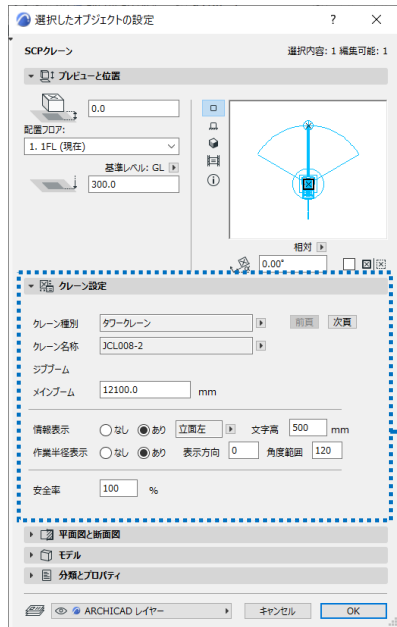 選択したオブジェクトの設定 ? ×
SCPクレーン 選択内容: 1 編集可能: 1
プレビューと位置
0.0
配置フロア:
1. 1FL (現在)
基準レベル: GL
300.0
相対
0.00°
クレーン設定
クレーン種別 タワークレーン 前頁 次頁
クレーン名称 JCL008-2
ジブブーム
メインブーム 12100.0 mm
情報表示 なし あり 立面左 文字高 500 mm
作業半径表示 なし あり 表示方向 0 角度範囲 120
安全率 100 %
平面図と断面図
モデル
分類とプロパティ
ARCHICAD レイヤー キャンセル OK